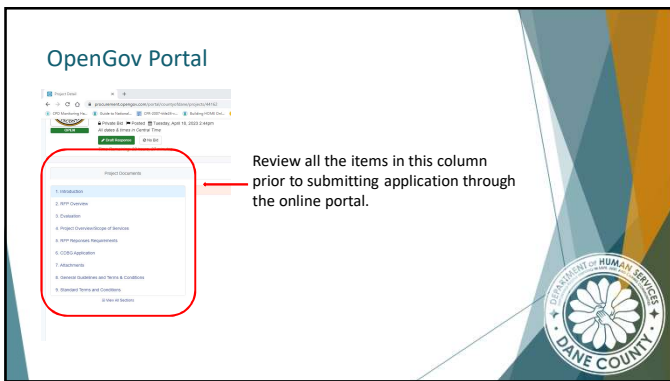 OpenGov Portal
Project Detail
procurement.opengov.com/portal/countyofdane/projects/44162
OPEN
Private Bid Posted Tuesday, April 19, 2022 2:44pm
All dates & times in Central Time
Draft Response No Bid
Project Documents
1. Introduction
2. RFP Overview
3. Evaluation
4. Project Overview/Scope of Services
5. RFP Reponses Requirements
6. CDBG Application
7. Attachments
8. General Guidelines and Terms & Conditions
9. Standard Terms and Conditions
View All Sections
Review all the items in this column
prior to submitting application through
the online portal.
DEPARTMENT OF HUMAN SERVICES
DANE COUNTY